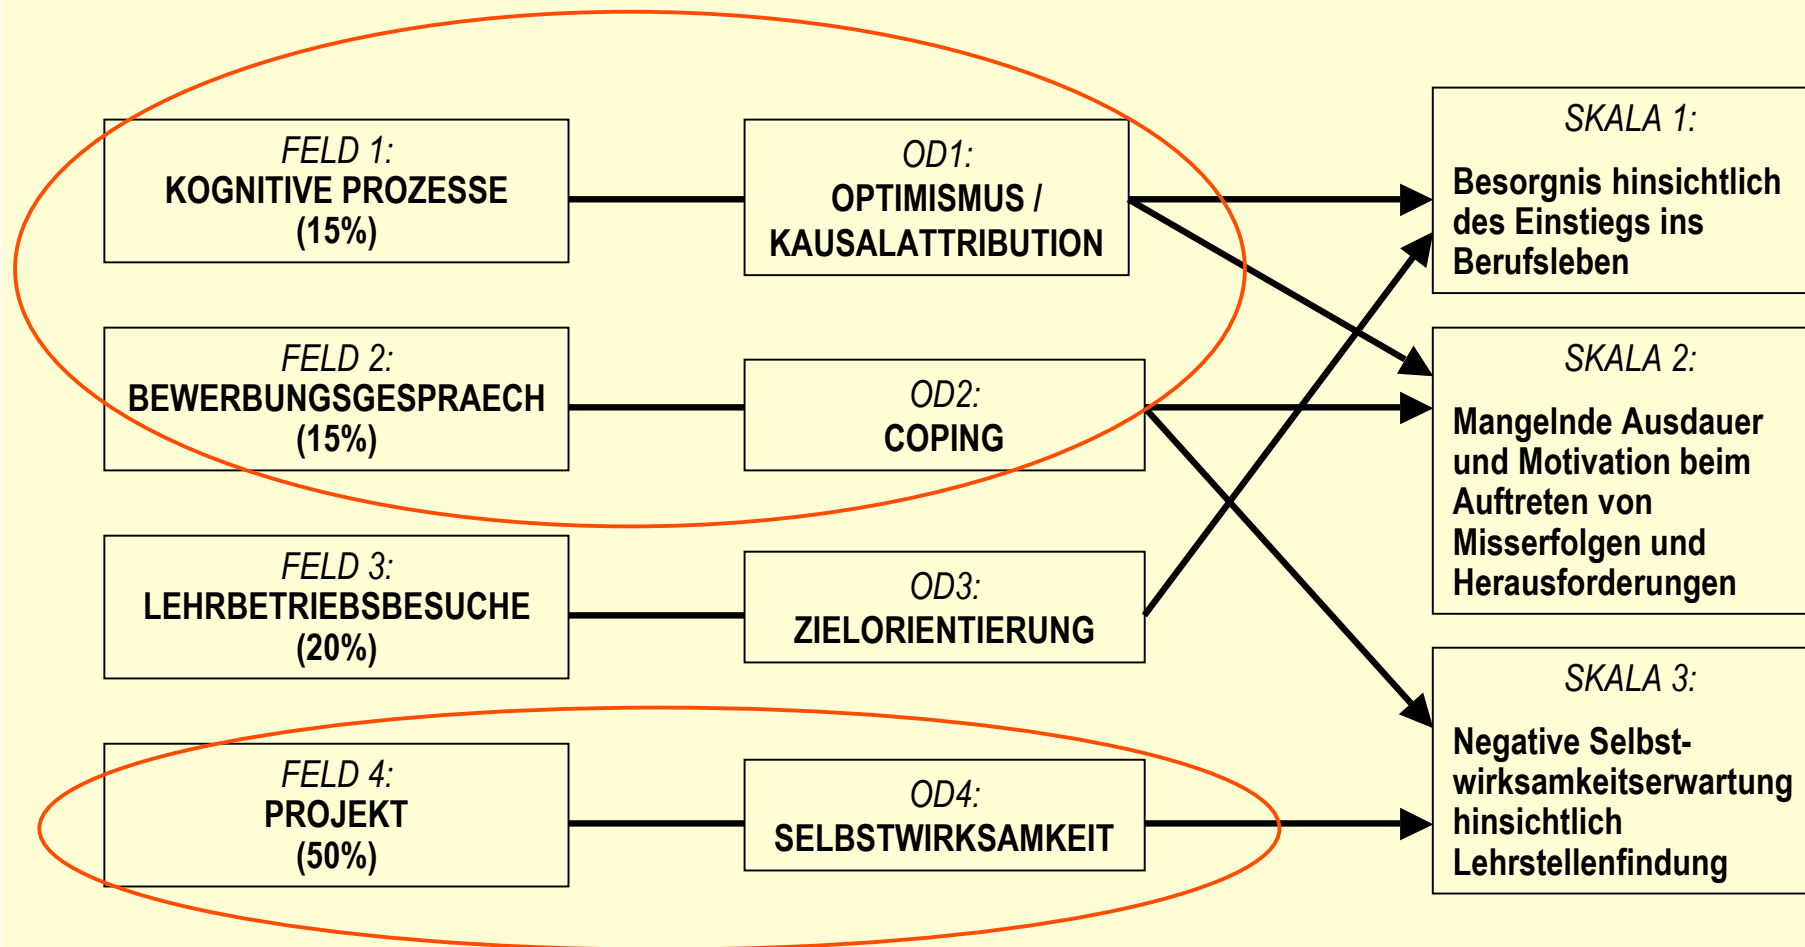 FELD 1:
KOGNITIVE PROZESSE
(15%)
OD1:
OPTIMISMUS /
KAUSALATTRIBUTION
SKALA 1:
Besorgnis hinsichtlich
des Einstiegs ins
Berufsleben
FELD 2:
BEWERBUNGSGESPRAECH
(15%)
OD2:
COPING
SKALA 2:
Mangelnde Ausdauer
und Motivation beim
Auftreten von
Misserfolgen und
Herausforderungen
FELD 3:
LEHRBETRIEBSBESUCHE
(20%)
OD3:
ZIELORIENTIERUNG
SKALA 3:
Negative Selbst-
wirksamkeitserwartung
hinsichtlich
Lehrstellenfindung
FELD 4:
PROJEKT
(50%)
OD4:
SELBSTWIRKSAMKEIT